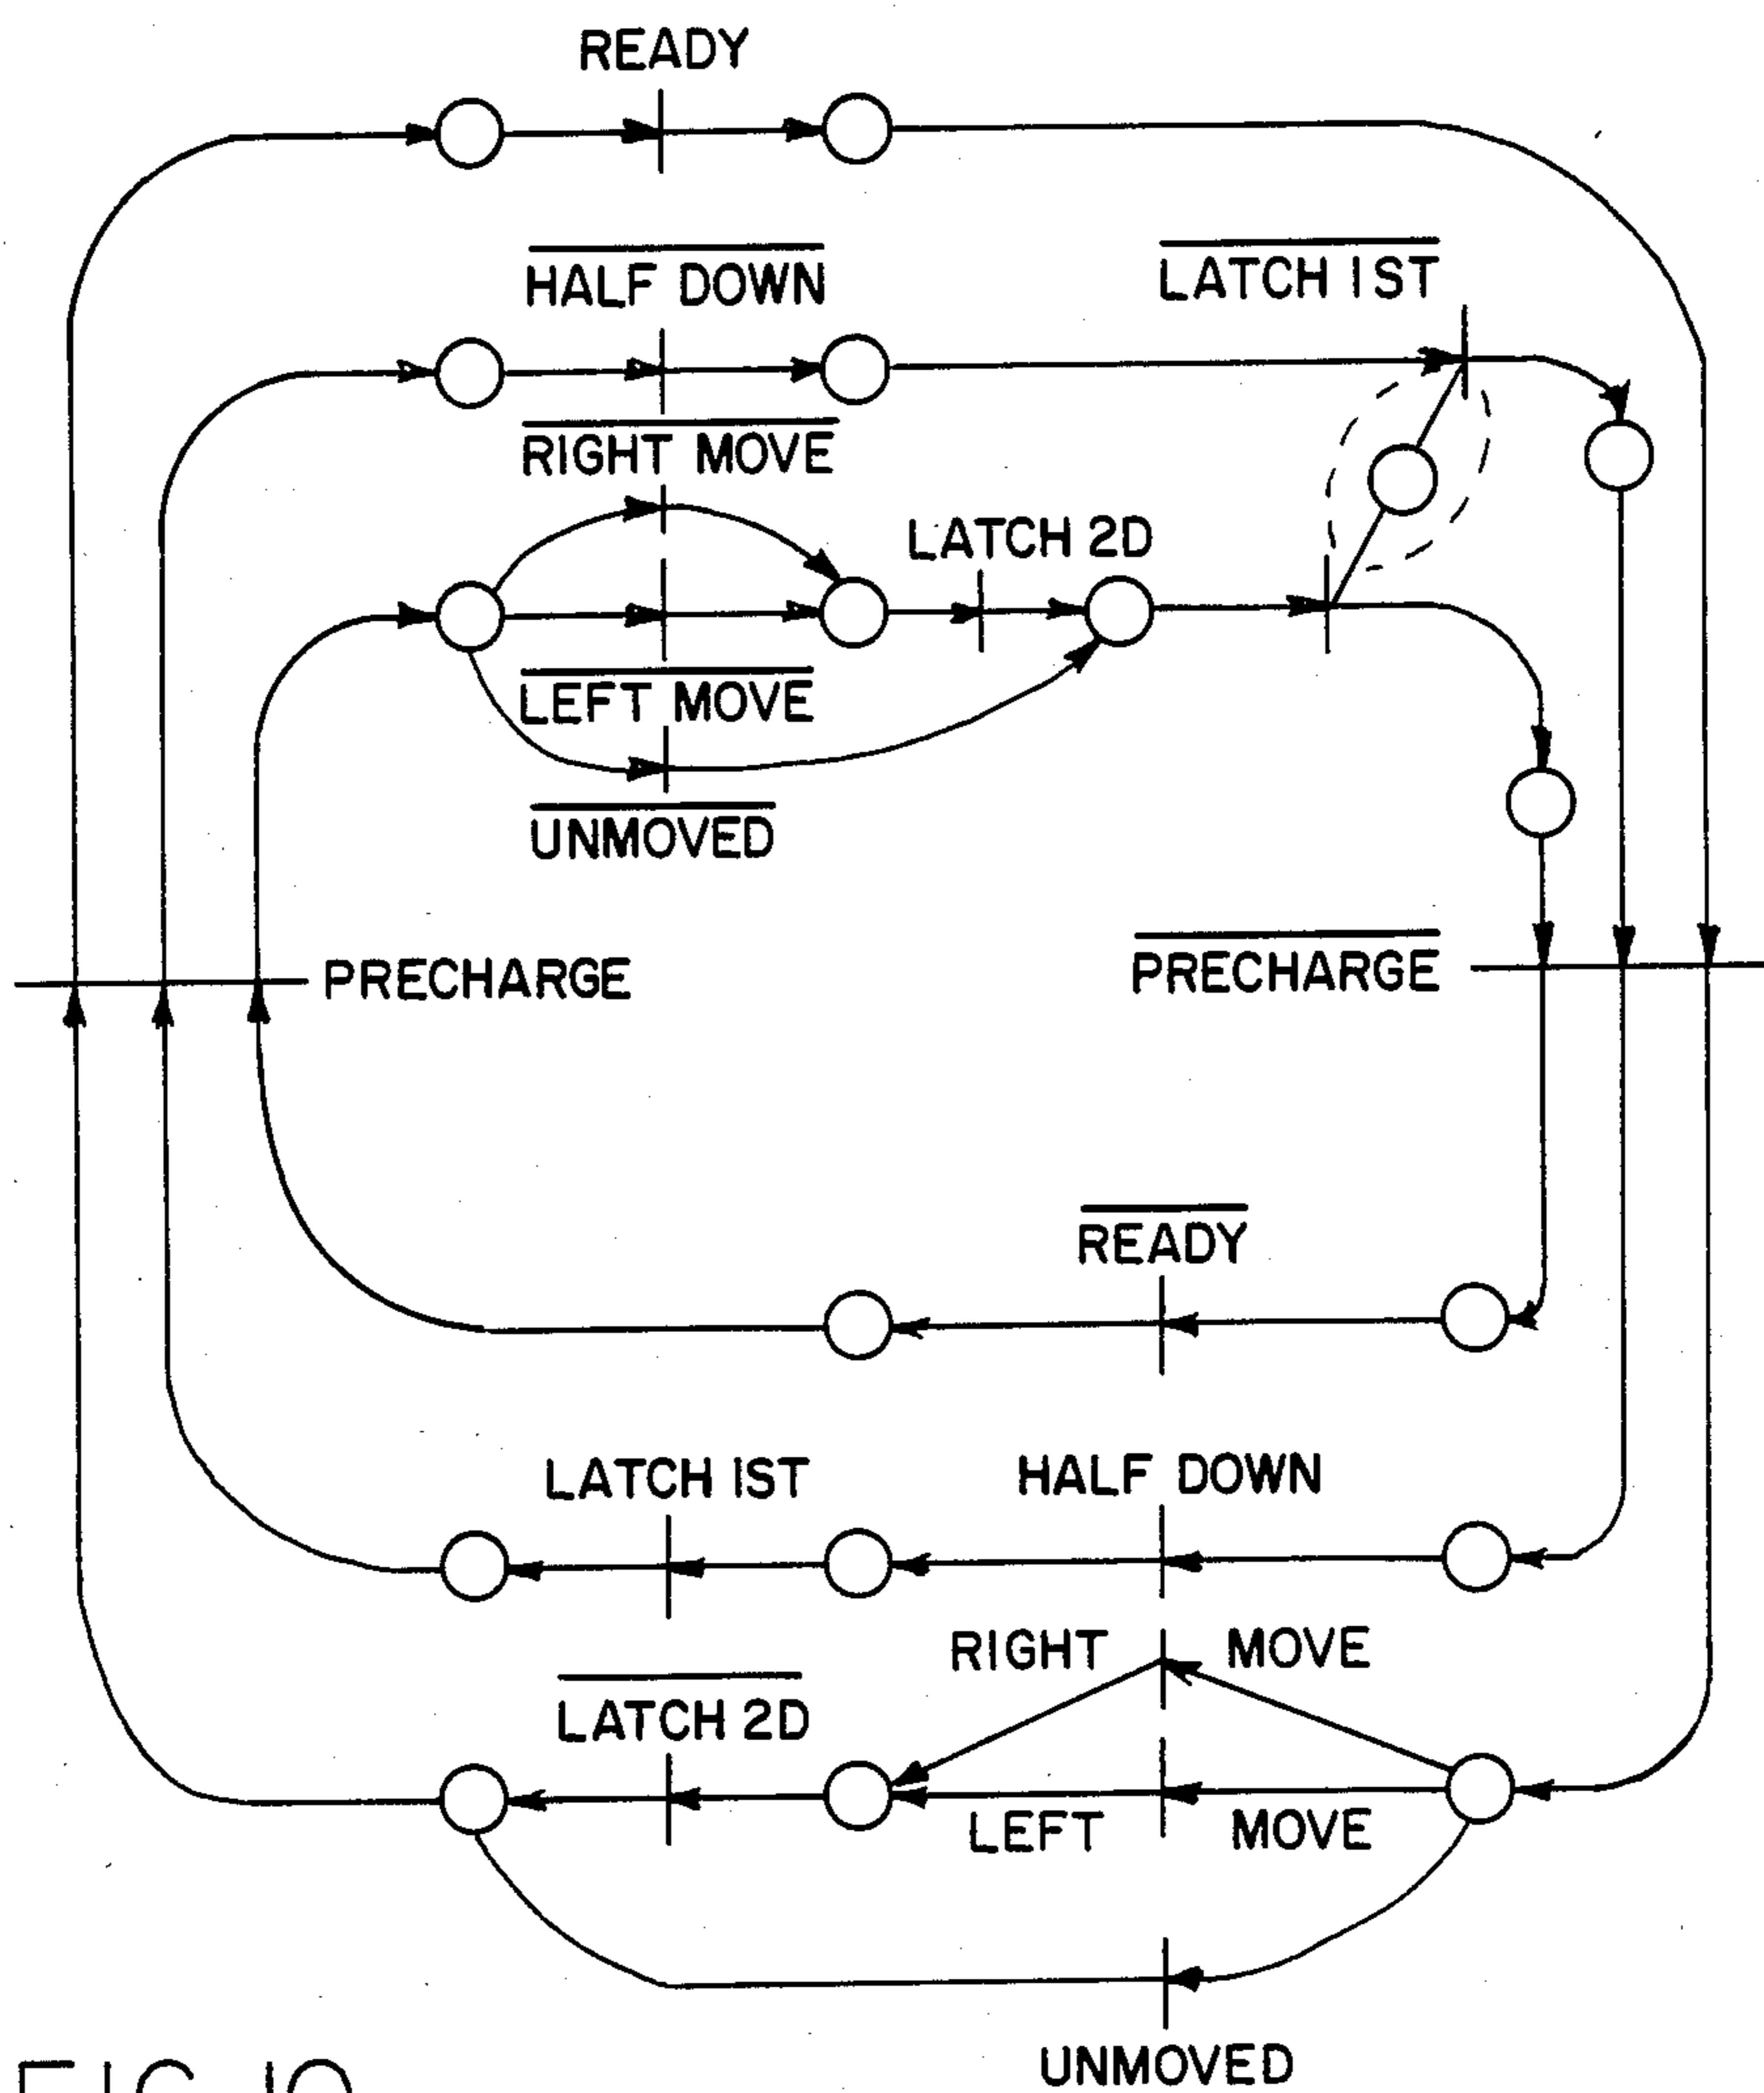 READY
HALF DOWN
LATCH 1ST
RIGHT MOVE
LATCH 2D
LEFT MOVE
UNMOVED
PRECHARGE
PRECHARGE
READY
LATCH 1ST
HALF DOWN
RIGHT MOVE
LATCH 2D
LEFT MOVE
UNMOVED